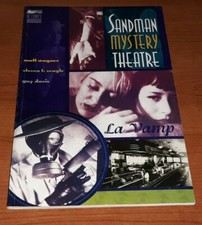 SANDMAN
MYSTERY
THEATRE
matt wagner
steven t. seagle
guy davis
La Vamp